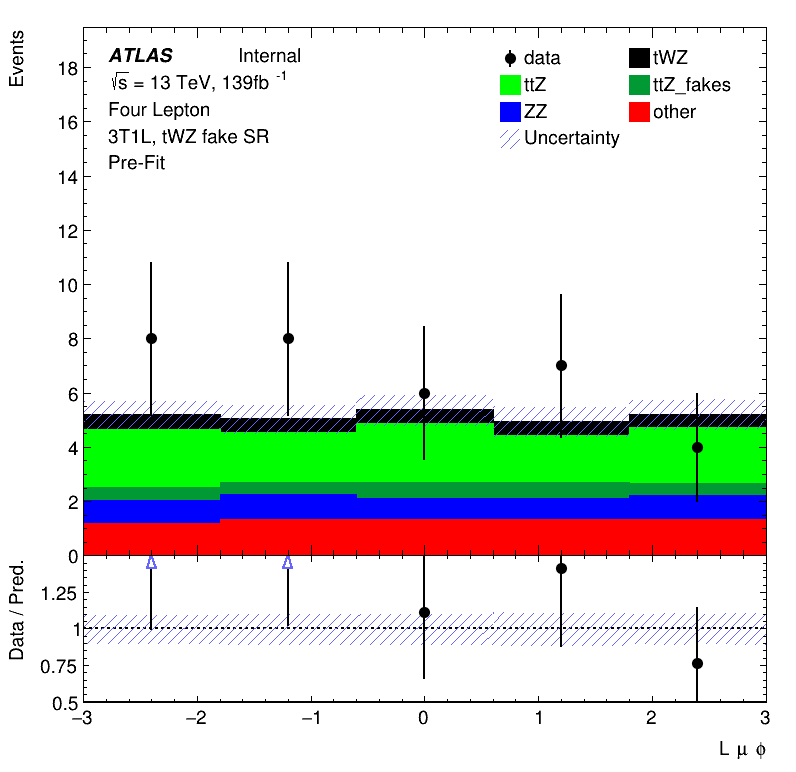 Events
ATLAS Internal
√s = 13 TeV, 139fb -1
Four Lepton
3T1L, tWZ fake SR
Pre-Fit
data tWZ
ttZ ttZ_fakes
ZZ other
Uncertainty
18
16
14
12
10
8
6
4
2
0
Data / Pred.
1.25
1
0.75
0.5
−3 −2 −1 0 1 2 3
L μ ϕ